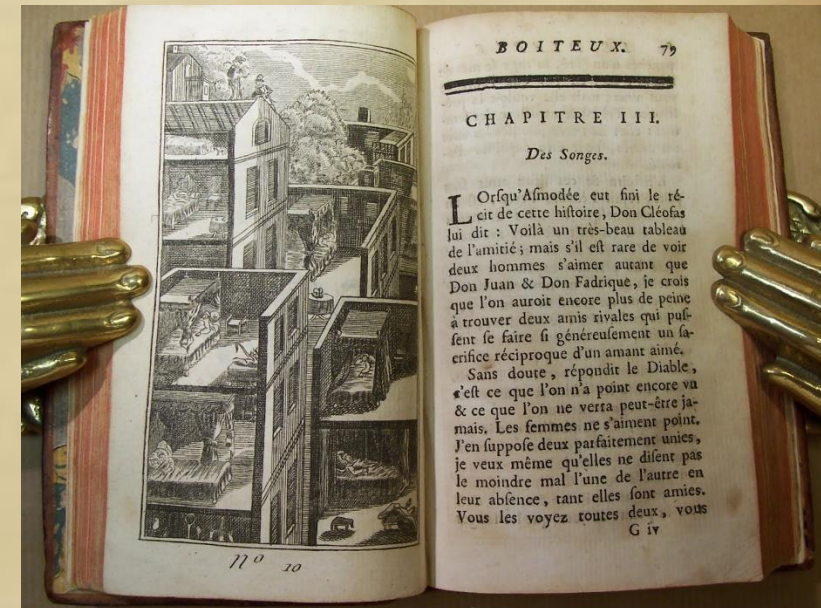 nº 10
BOITEUX. 79
CHAPITRE III.
Des Songes.
LOrſqu'Aſmodée eut fini le ré-
cit de cette hiſtoire, Don Cléofas
lui dit : Voilà un très-beau tableau
de l'amitié ; mais s'il eſt rare de voir
deux hommes s'aimer autant que
Don Juan & Don Fadrique, je crois
que l'on auroit encore plus de peine
à trouver deux amis rivales qui puſ-
ſent ſe faire ſi généreuſement un ſa-
crifice réciproque d'un amant aimé.
Sans doute, répondit le Diable,
c'eſt ce que l'on n'a point encore vu
& ce que l'on ne verra peut-être ja-
mais. Les femmes ne s'aiment point.
J'en ſuppoſe deux parfaitement unies,
je veux même qu'elles ne diſent pas
le moindre mal l'une de l'autre en
leur abſence, tant elles ſont amies.
Vous les voyez toutes deux, vous
G iv